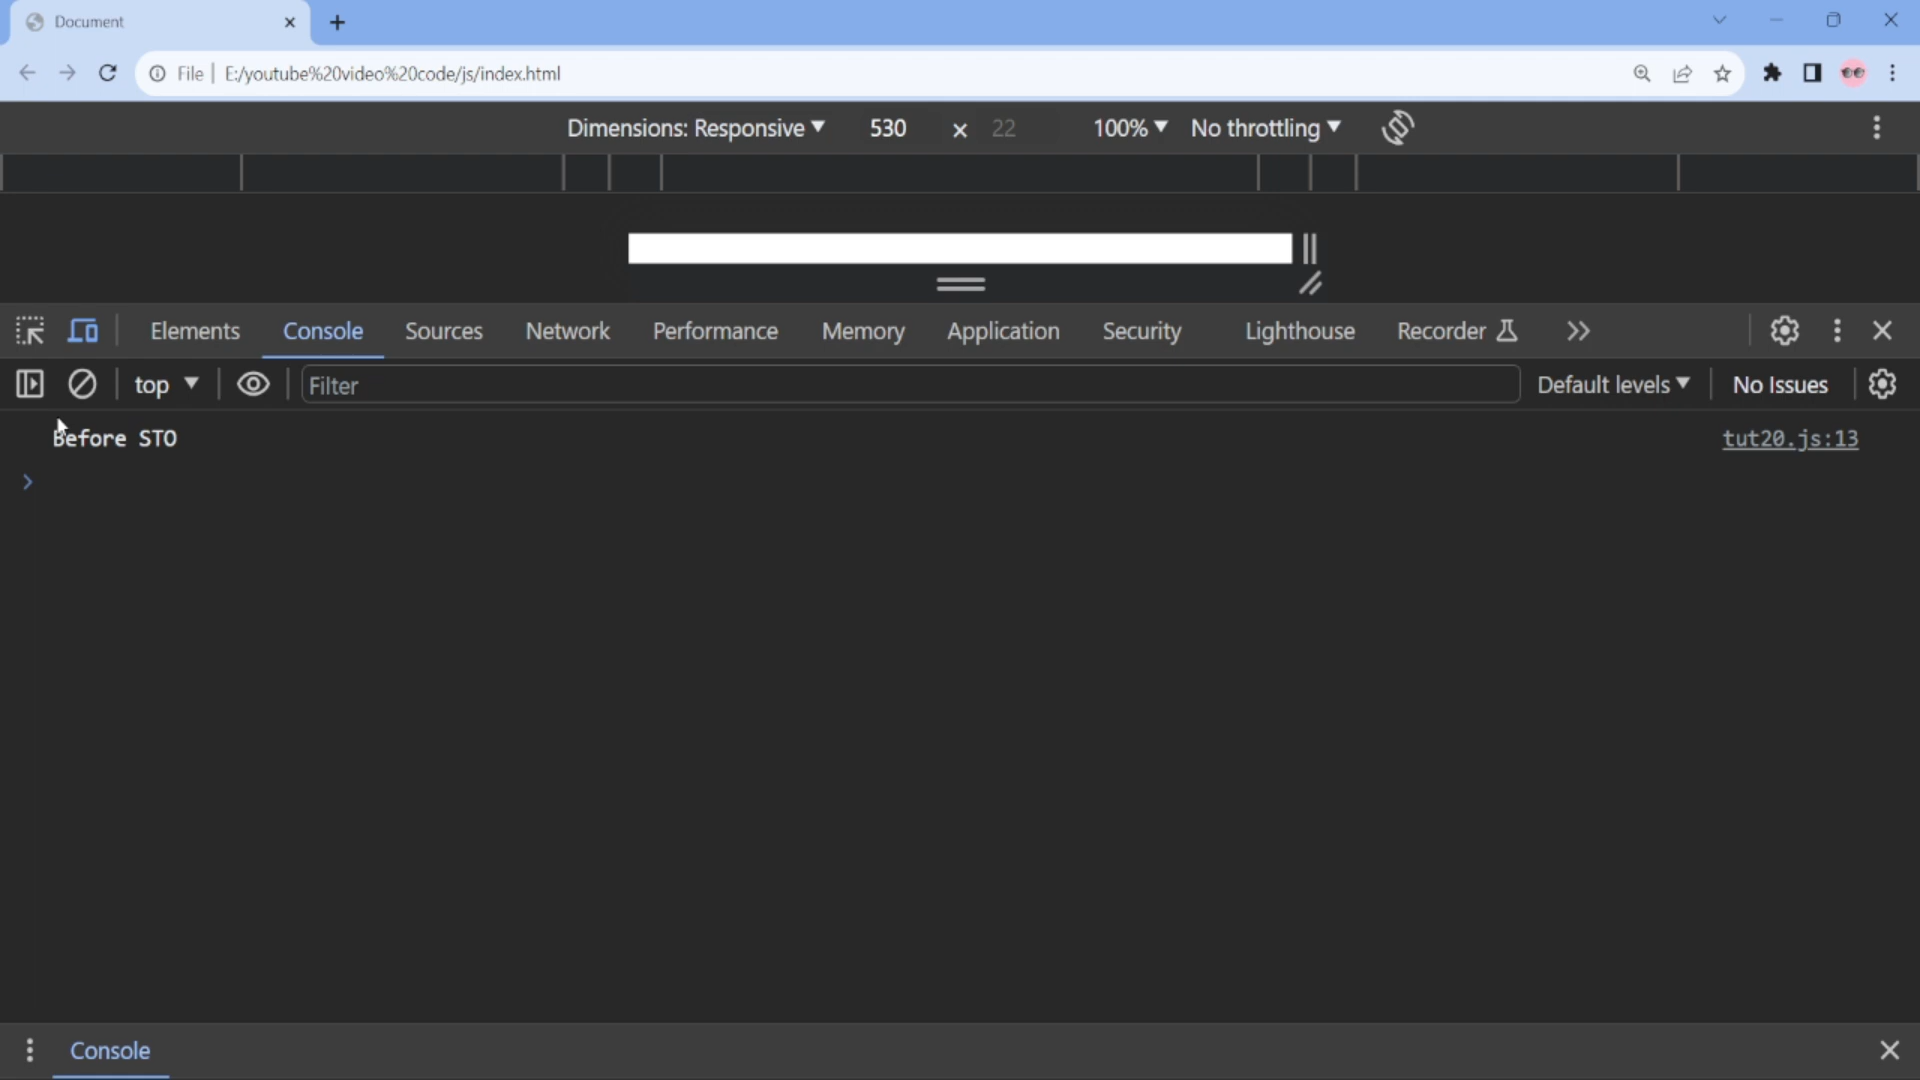 Document
File | E:/youtube%20video%20code/js/index.html
Dimensions: Responsive 530 × 22 100% No throttling
Elements Console Sources Network Performance Memory Application Security Lighthouse Recorder
top Filter Default levels No Issues
Before STO tut20.js:13
Console